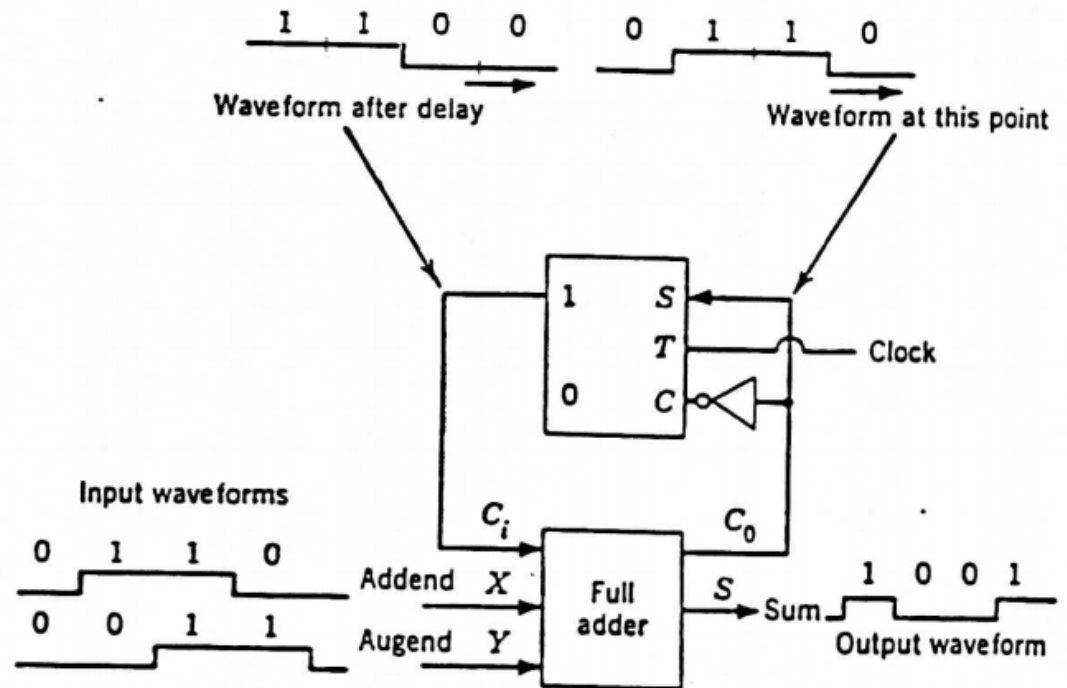 1 1 0 0
0 1 1 0
Waveform after delay
Waveform at this point
1 S
T
Clock
0 C
Input waveforms
C_i
C_0
0 1 1 0
Addend X
Full
adder
S
Sum
1 0 0 1
Output waveform
0 0 1 1
Augend Y